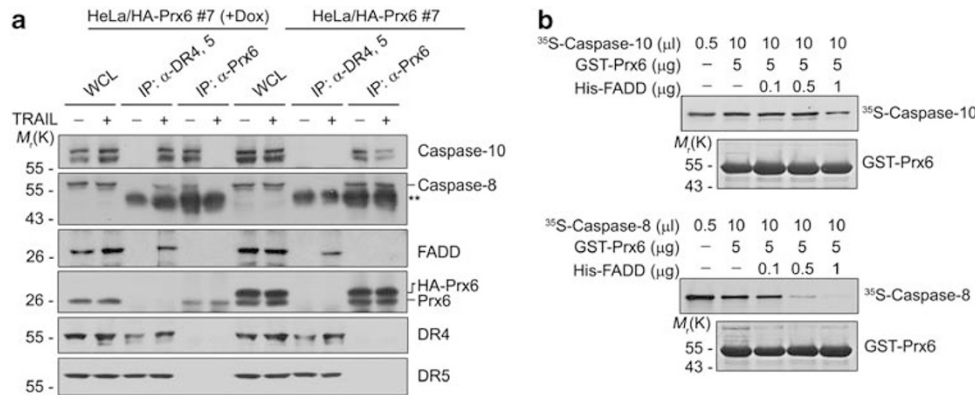 a
HeLa/HA-Prx6 #7 (+Dox)
HeLa/HA-Prx6 #7
WCL
IP: α-DR4, 5
IP: α-Prx6
WCL
IP: α-DR4, 5
IP: α-Prx6
TRAIL – + – + – + – + – + – +
Mr(K)
55 -
Caspase-10
55 -
Caspase-8
**
43 -
26 -
FADD
HA-Prx6
26 -
Prx6
55 -
DR4
DR5
55 -
b
³⁵S-Caspase-10 (μl) 0.5 10 10 10 10
GST-Prx6 (μg) – 5 5 5 5
His-FADD (μg) – – 0.1 0.5 1
³⁵S-Caspase-10
Mr(K)
55 -
GST-Prx6
43 -
³⁵S-Caspase-8 (μl) 0.5 10 10 10 10
GST-Prx6 (μg) – 5 5 5 5
His-FADD (μg) – – 0.1 0.5 1
³⁵S-Caspase-8
Mr(K)
55 -
GST-Prx6
43 -